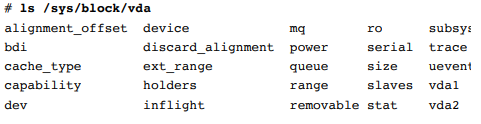 # ls /sys/block/vda
alignment_offset device mq ro subsys
bdi discard_alignment power serial trace
cache_type ext_range queue size uevent
capability holders range slaves vda1
dev inflight removable stat vda2